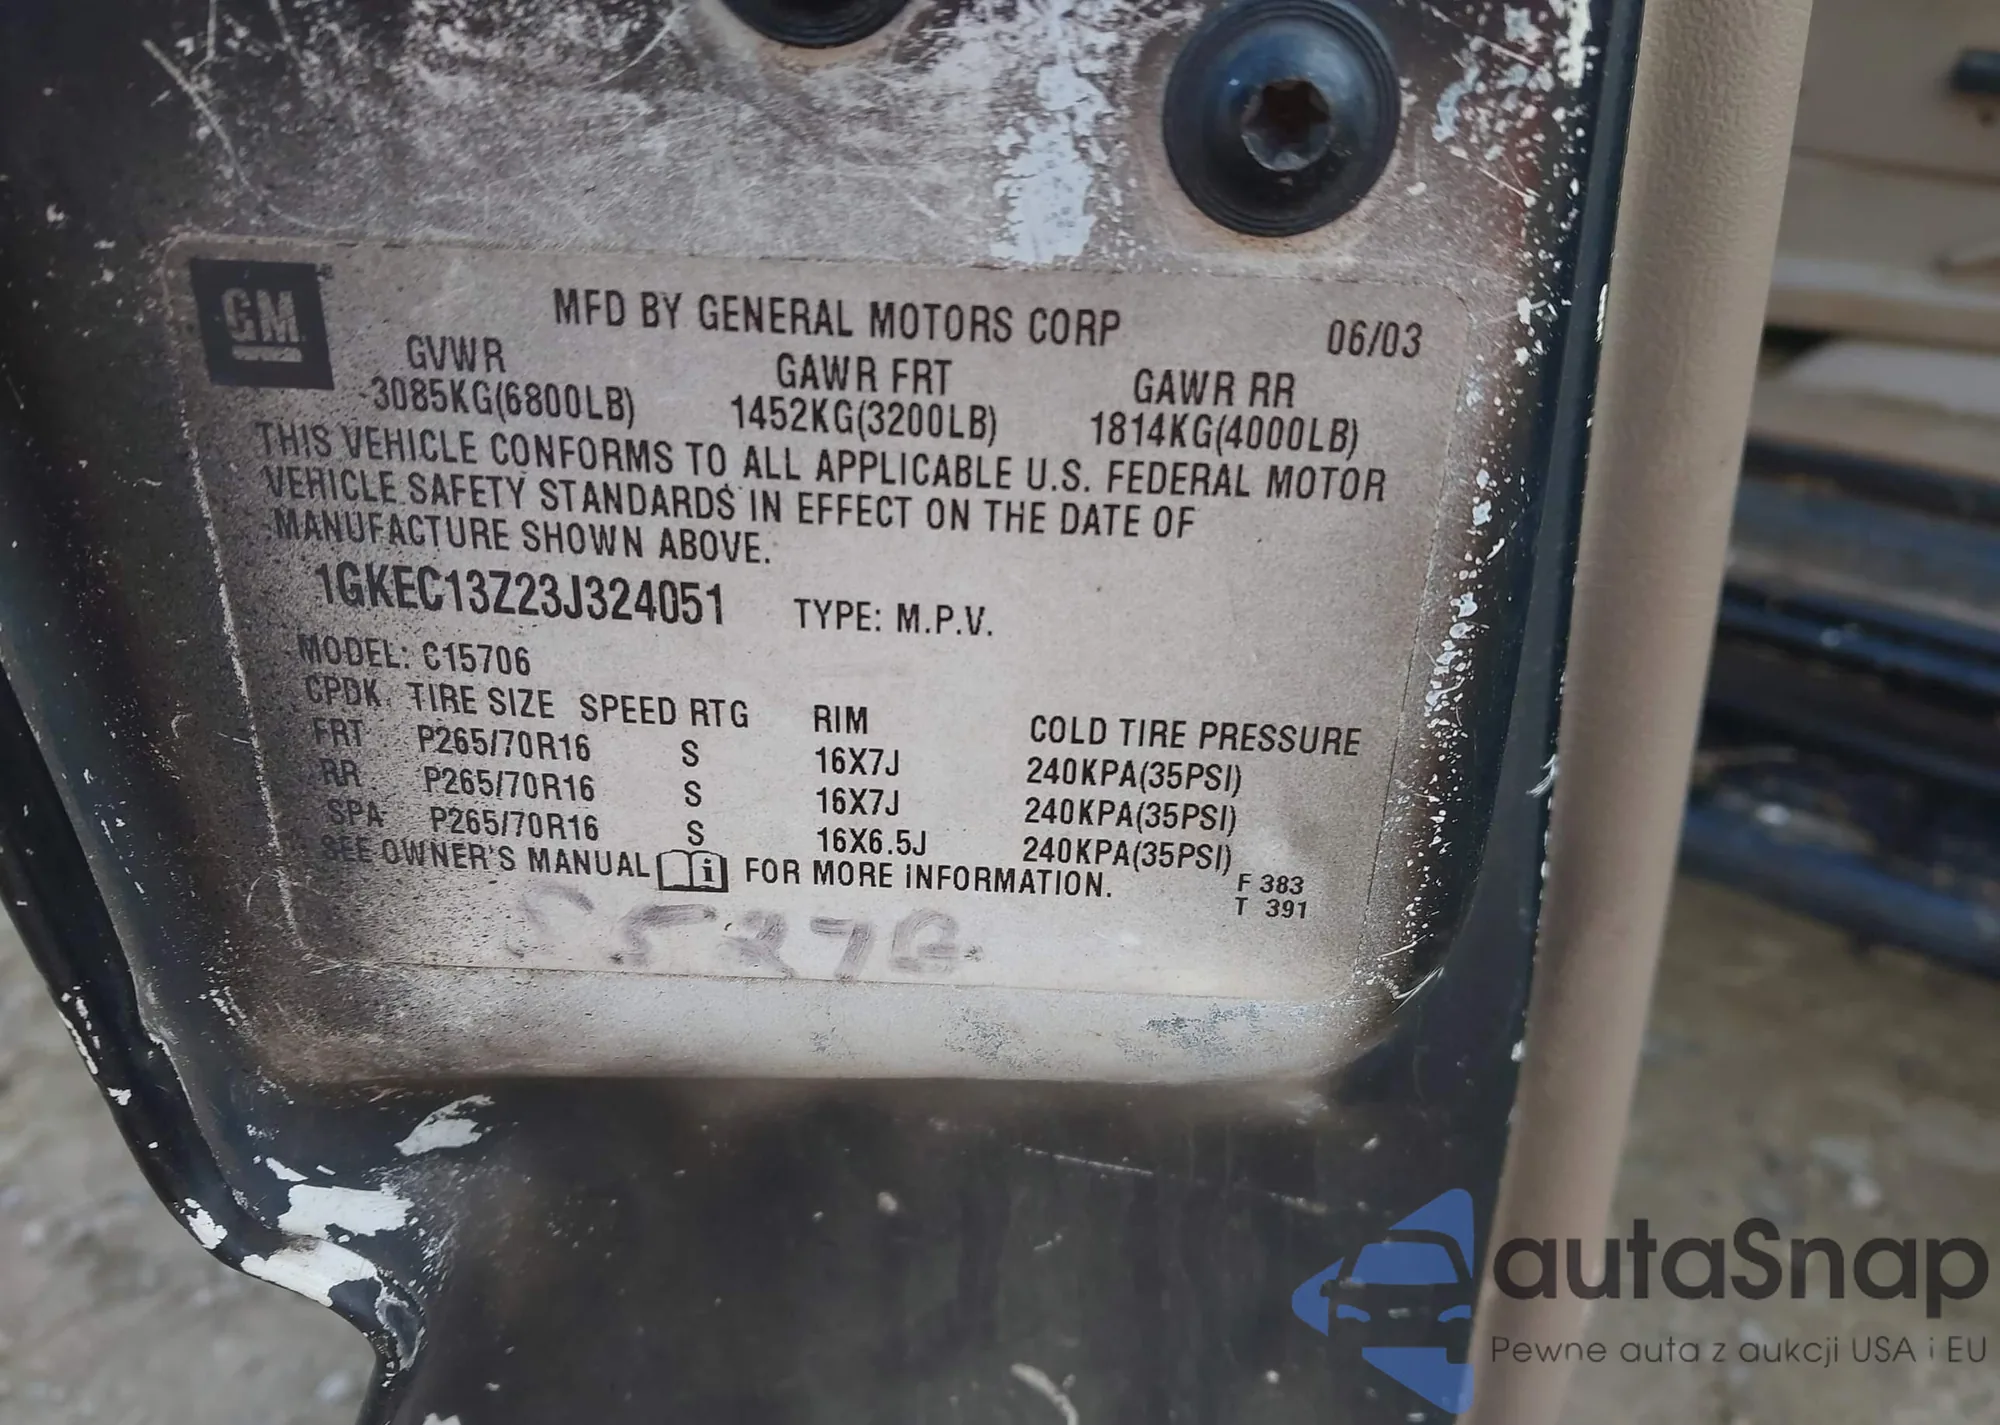 GM
MFD BY GENERAL MOTORS CORP 06/03
GVWR GAWR FRT GAWR RR
3085KG(6800LB) 1452KG(3200LB) 1814KG(4000LB)
THIS VEHICLE CONFORMS TO ALL APPLICABLE U.S. FEDERAL MOTOR
VEHICLE SAFETY STANDARDS IN EFFECT ON THE DATE OF
MANUFACTURE SHOWN ABOVE.
1GKEC13Z23J324051 TYPE: M.P.V.
MODEL: C15706
CPDK TIRE SIZE SPEED RTG RIM COLD TIRE PRESSURE
FRT P265/70R16 S 16X7J 240KPA(35PSI)
RR P265/70R16 S 16X7J 240KPA(35PSI)
SPA P265/70R16 S 16X6.5J 240KPA(35PSI)
SEE OWNER'S MANUAL i FOR MORE INFORMATION.
F 383
T 391
autaSnap
Pewne auta z aukcji USA i EU